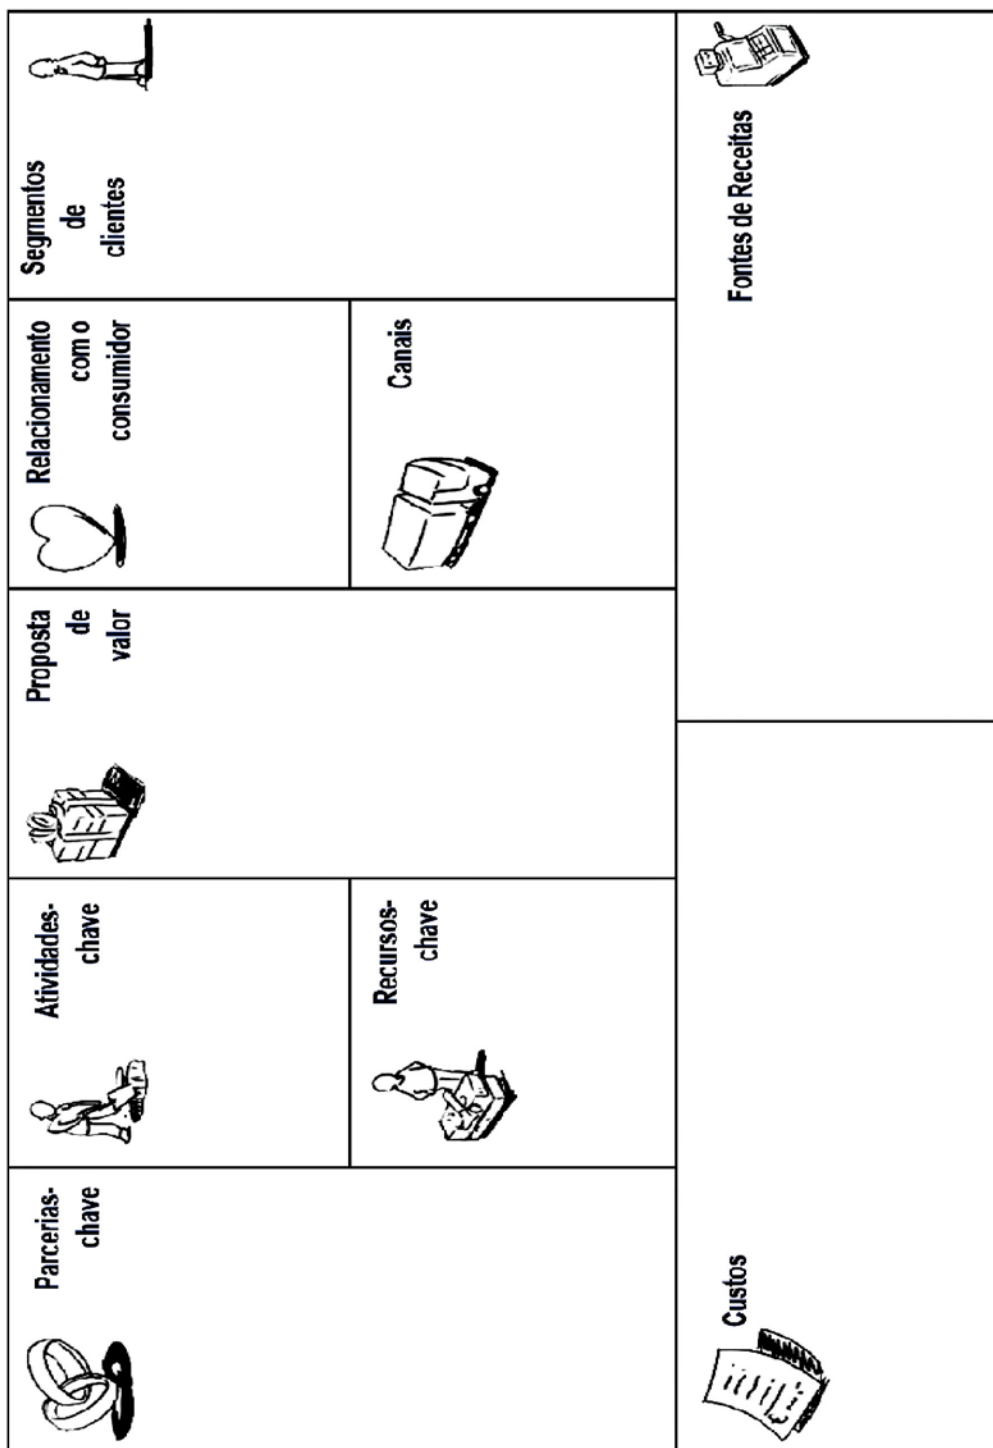 Parcerias-
chave
Atividades-
chave
Recursos-
chave
Proposta
de
valor
Relacionamento
com o
consumidor
Canais
Segmentos
de
clientes
Custos
Fontes de Receitas